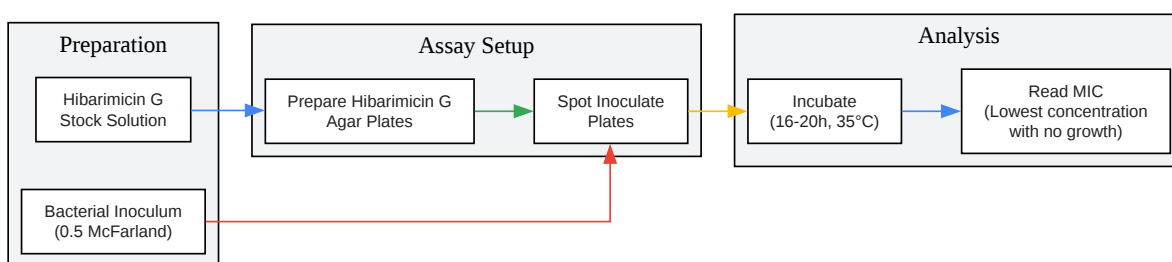 Preparation
Hibarimicin G
Stock Solution
Bacterial Inoculum
(0.5 McFarland)
Assay Setup
Prepare Hibarimicin G
Agar Plates
Spot Inoculate
Plates
Analysis
Incubate
(16-20h, 35°C)
Read MIC
(Lowest concentration
with no growth)